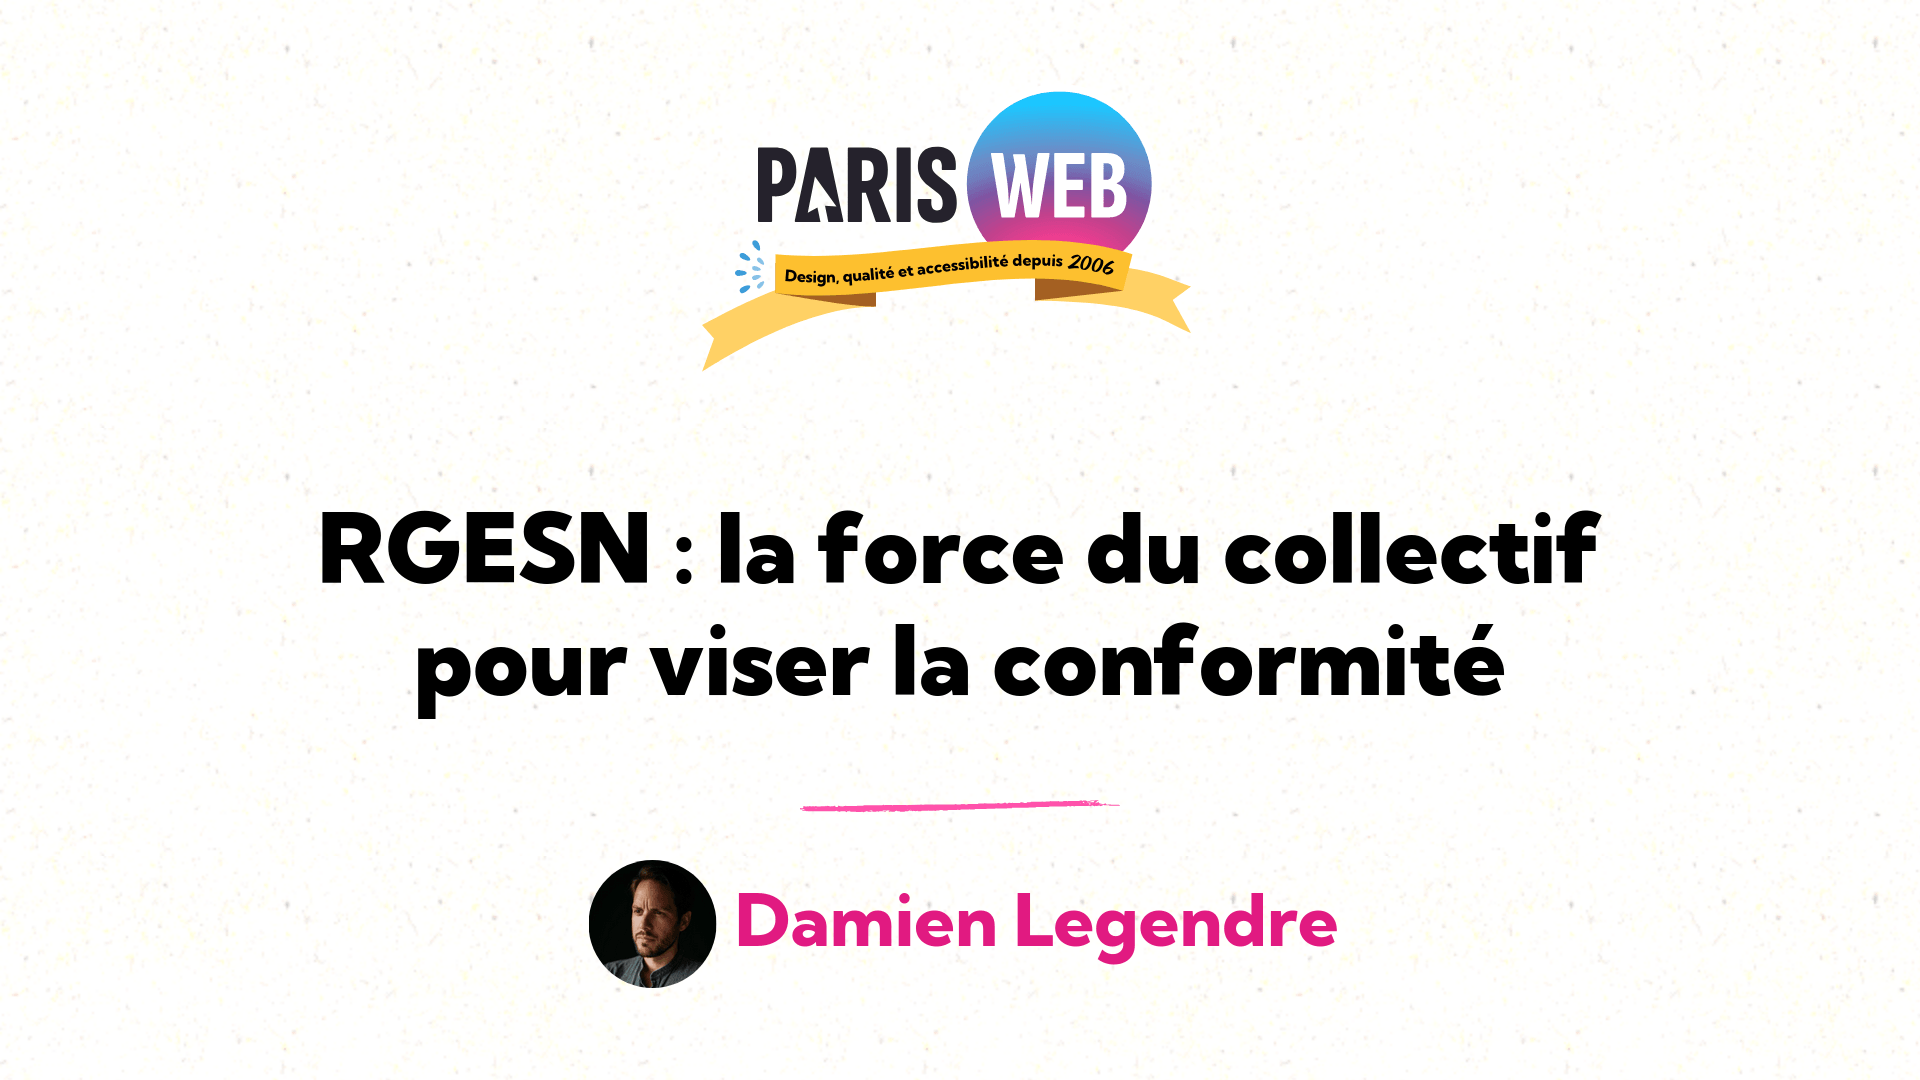 PARIS WEB
Design, qualité et accessibilité depuis 2006
RGESN : la force du collectif
pour viser la conformité
Damien Legendre